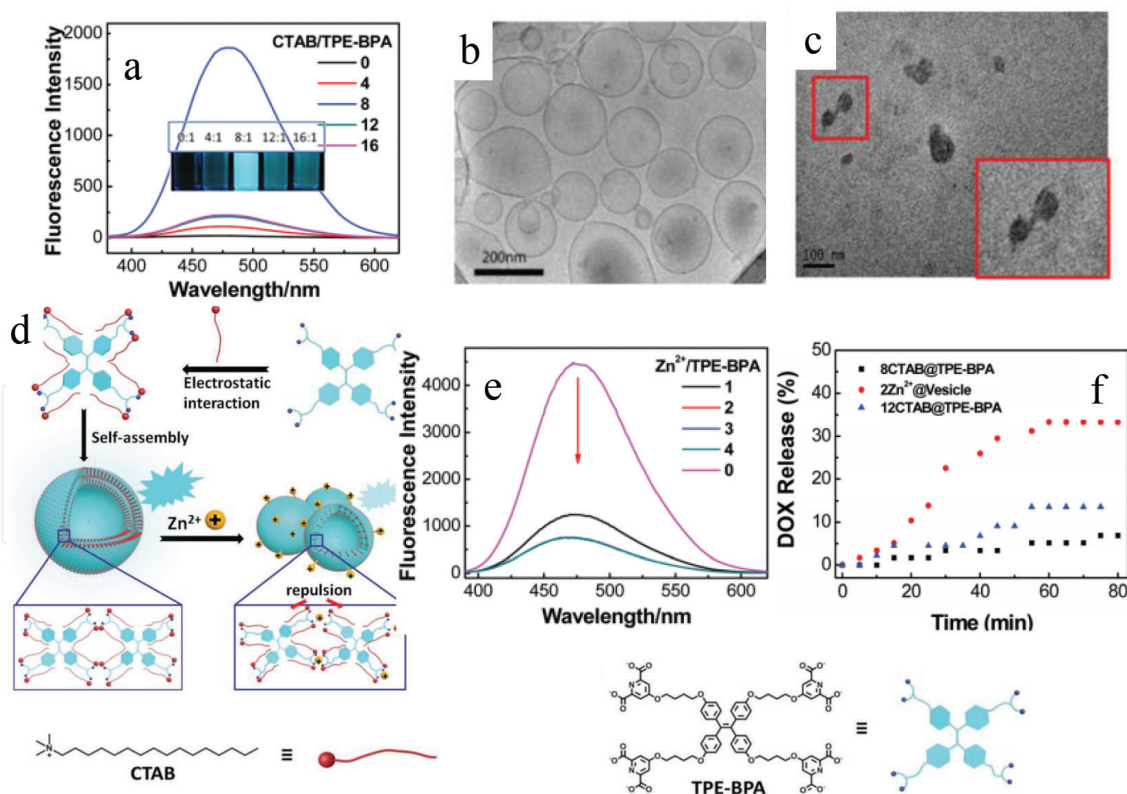 a
CTAB/TPE-BPA
0
4
8
12
16
0:1 4:1 8:1 12:1 16:1
2000
1500
1000
500
0
400 450 500 550 600
Fluorescence Intensity
Wavelength/nm
b
200nm
c
100 nm
d
Electrostatic
interaction
Self-assembly
Zn²⁺ +
repulsion
CTAB
N
+
≡
e
Zn²⁺/TPE-BPA
1
2
3
4
0
4000
3000
2000
1000
0
400 450 500 550 600
Fluorescence Intensity
Wavelength/nm
f
8CTAB@TPE-BPA
2Zn²⁺@Vesicle
12CTAB@TPE-BPA
50
40
30
20
10
0
0 20 40 60 80
DOX Release (%)
Time (min)
TPE-BPA
≡